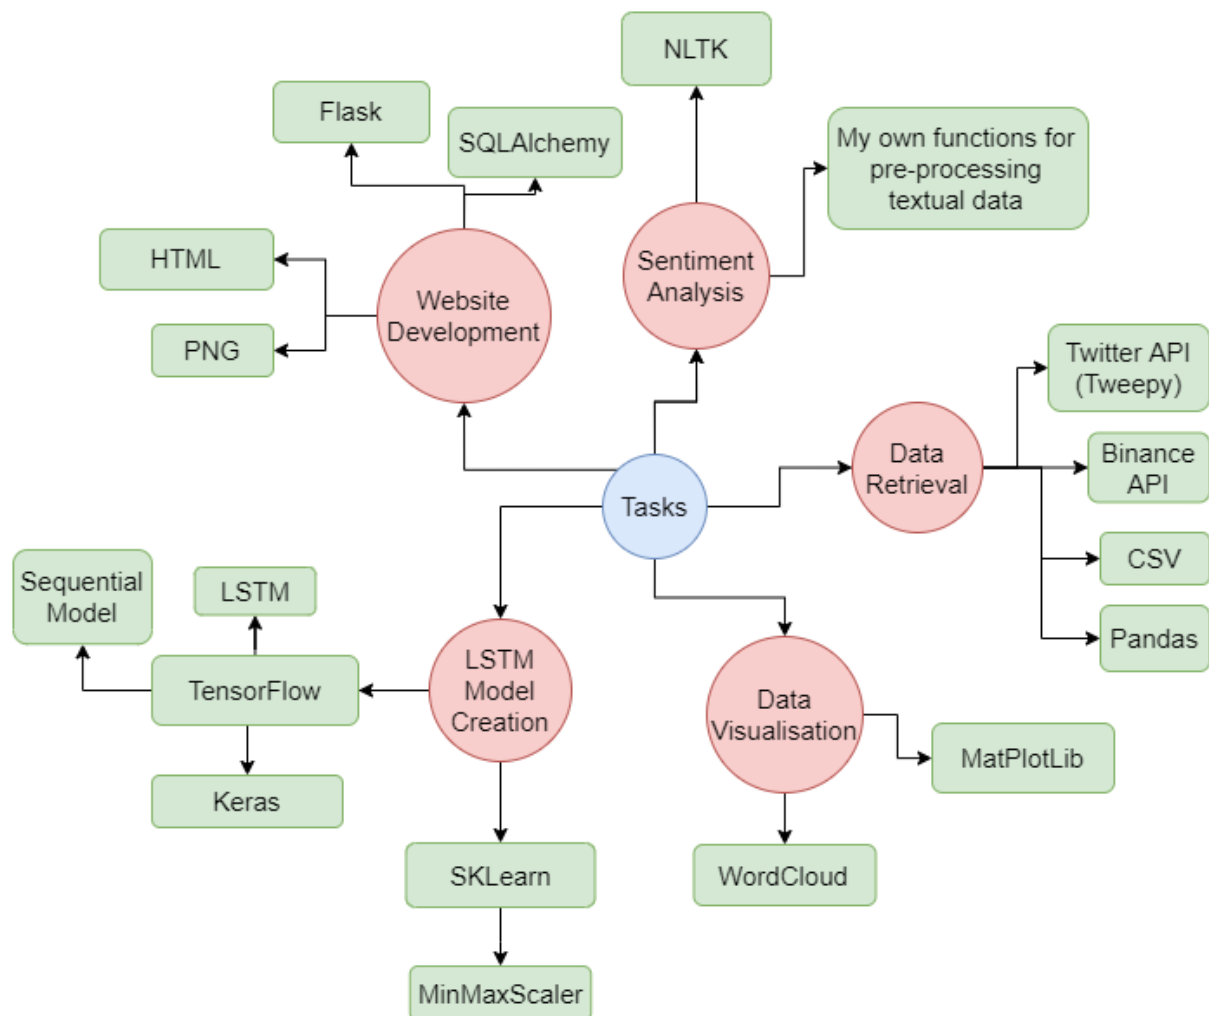 NLTK
Flask
SQLAlchemy
My own functions for
pre-processing
textual data
HTML
PNG
Website
Development
Sentiment
Analysis
Twitter API
(Tweepy)
Data
Retrieval
Binance
API
Tasks
CSV
Pandas
Sequential
Model
LSTM
TensorFlow
Keras
LSTM
Model
Creation
Data
Visualisation
MatPlotLib
SKLearn
WordCloud
MinMaxScaler